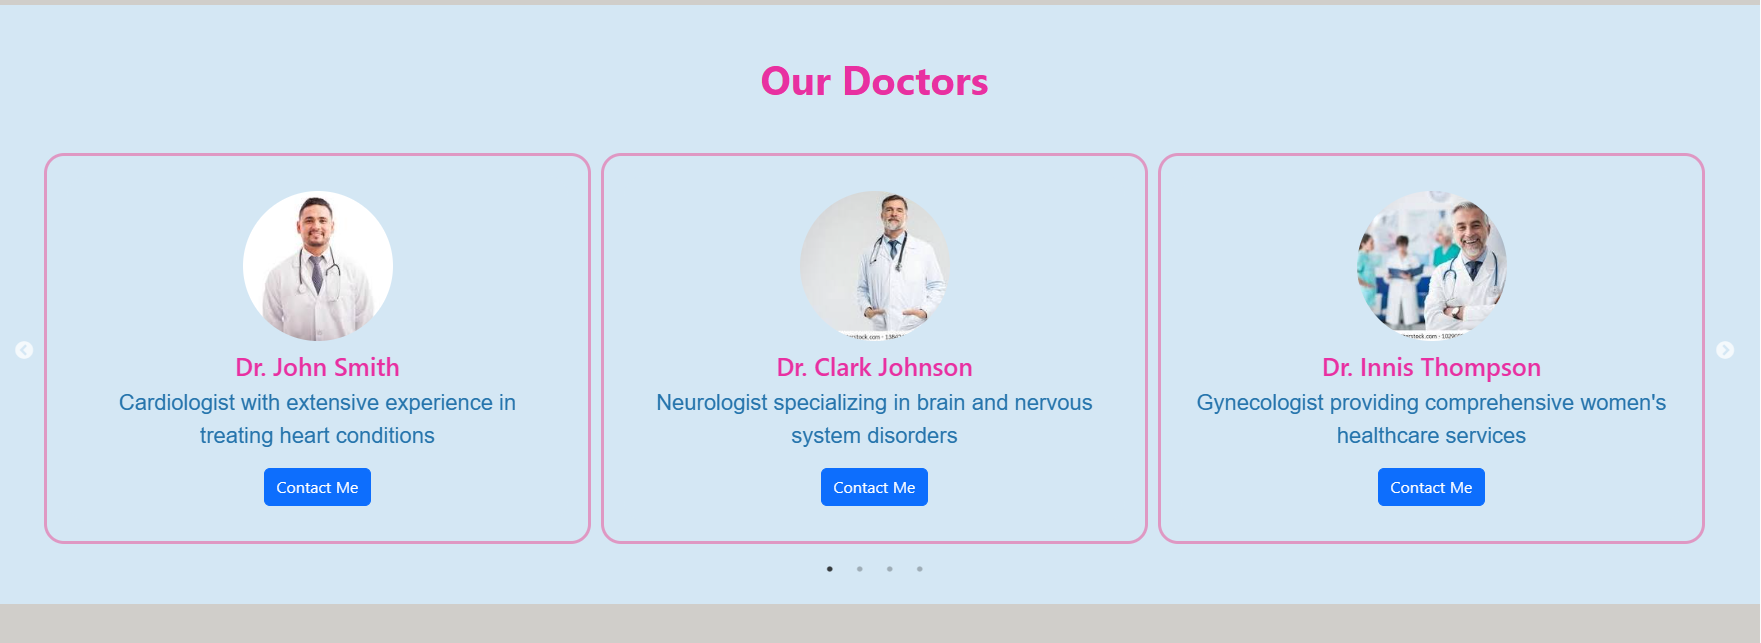 Our Doctors
Dr. John Smith
Cardiologist with extensive experience in
treating heart conditions
Contact Me
Dr. Clark Johnson
Neurologist specializing in brain and nervous
system disorders
Contact Me
Dr. Innis Thompson
Gynecologist providing comprehensive women's
healthcare services
Contact Me